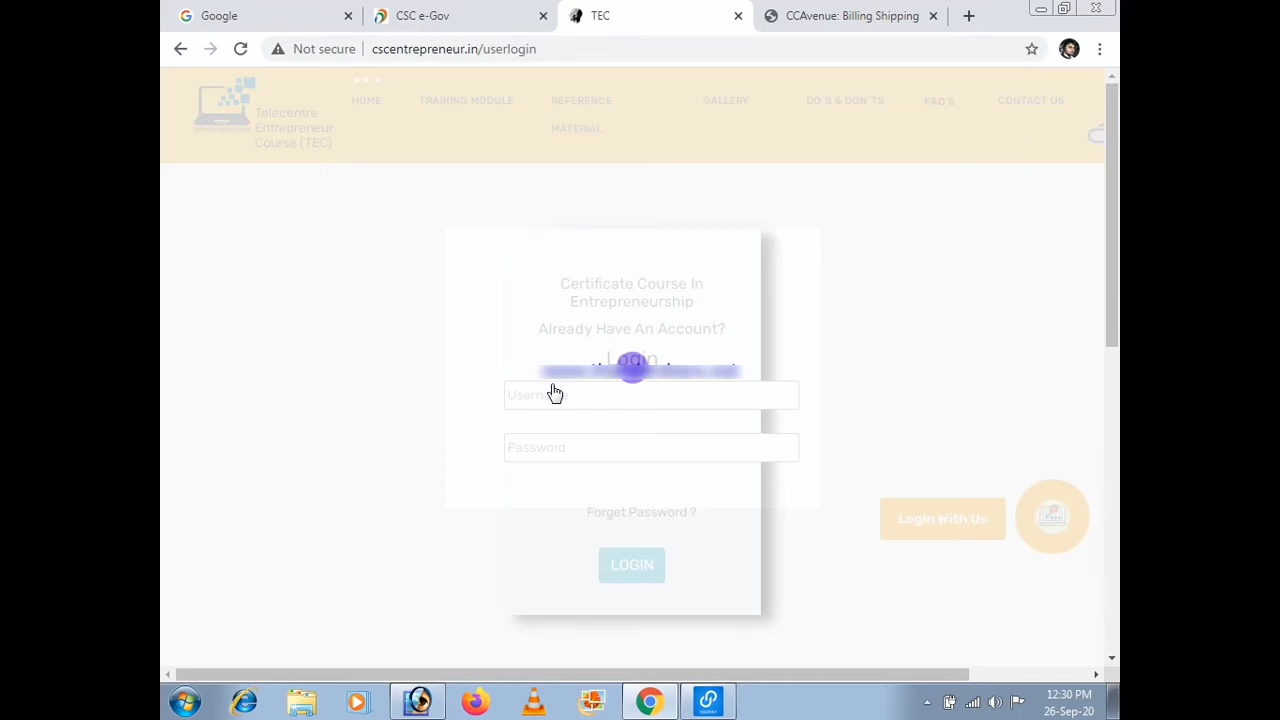 Google
CSC e-Gov
TEC
CCAvenue: Billing Shipping
Not secure
cscentrepreneur.in/userlogin
Telecentre
Entrepreneur
Course (TEC)
HOME
TRAINING MODULE
REFERENCE
MATERIAL
GALLERY
DO'S & DON'TS
FAQ'S
CONTACT US
Certificate Course In
Entrepreneurship
Already Have An Account?
Login
Username
Password
Forget Password ?
LOGIN
Login With Us
12:30 PM
26-Sep-20